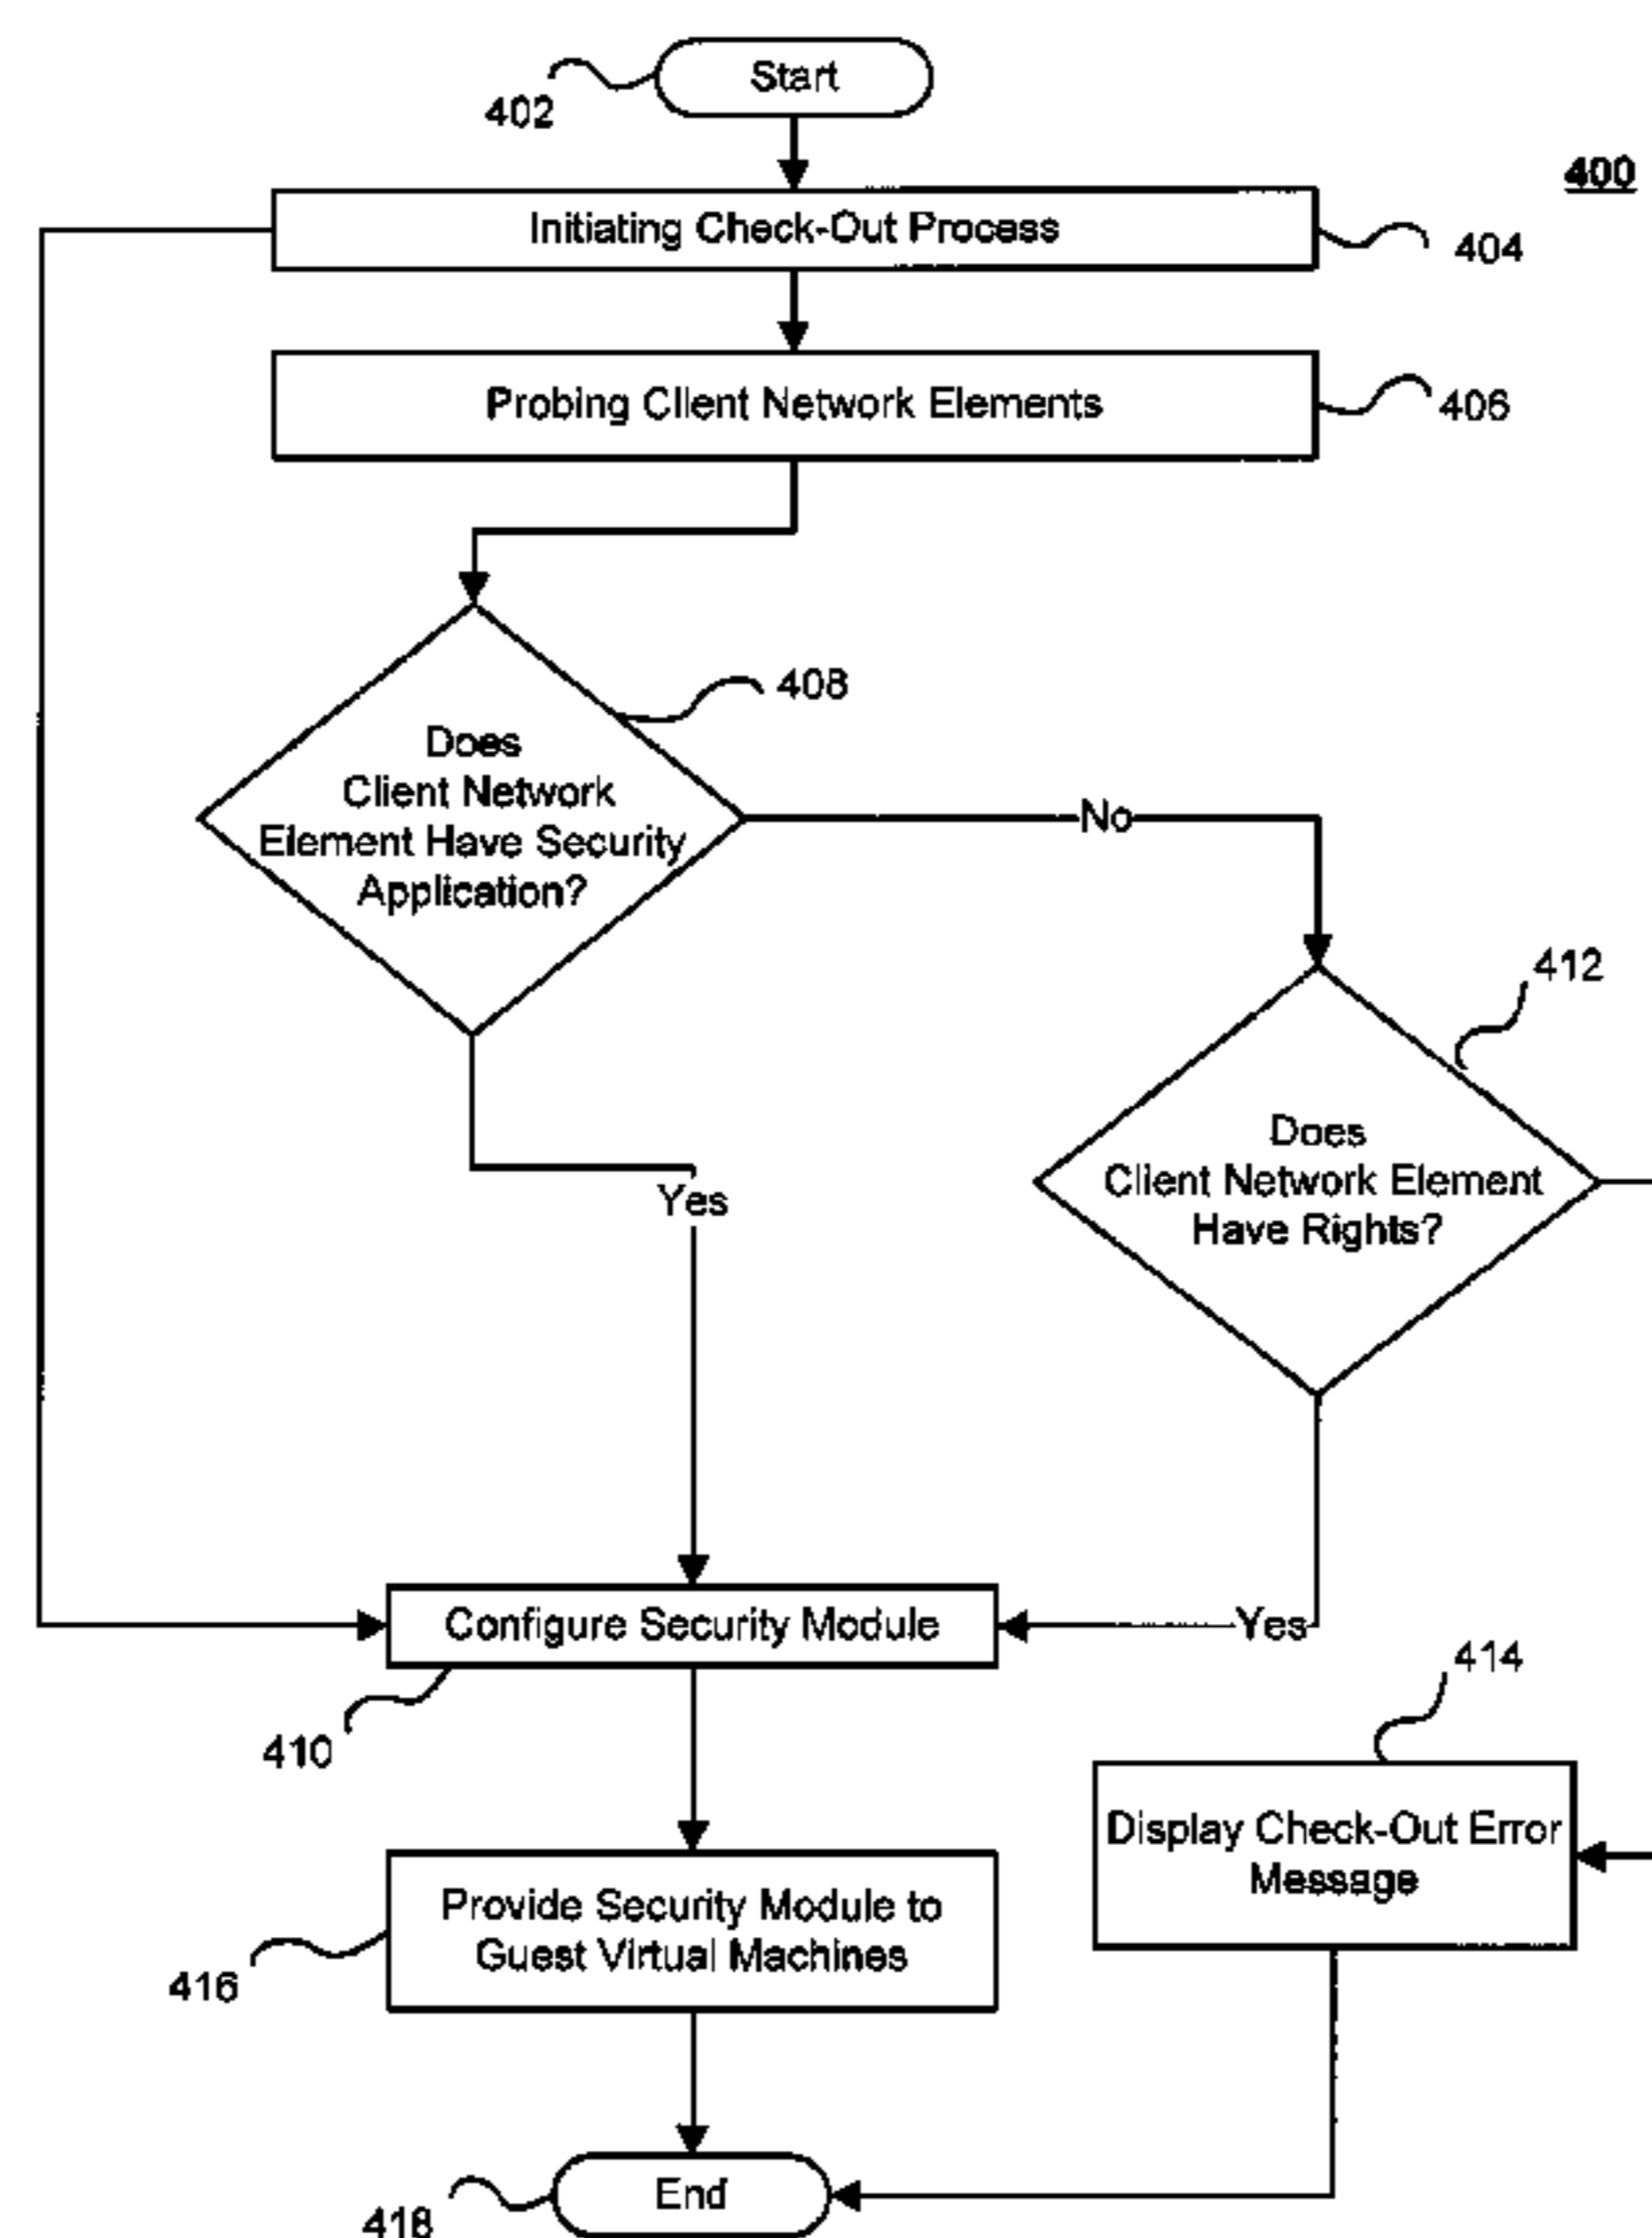 Start
402
400
Initiating Check-Out Process
404
Probing Client Network Elements
406
408
Does
Client Network
Element Have Security
Application?
No
412
Does
Client Network Element
Have Rights?
Yes
Configure Security Module
Yes
410
414
Display Check-Out Error
Message
Provide Security Module to
Guest Virtual Machines
416
End
418